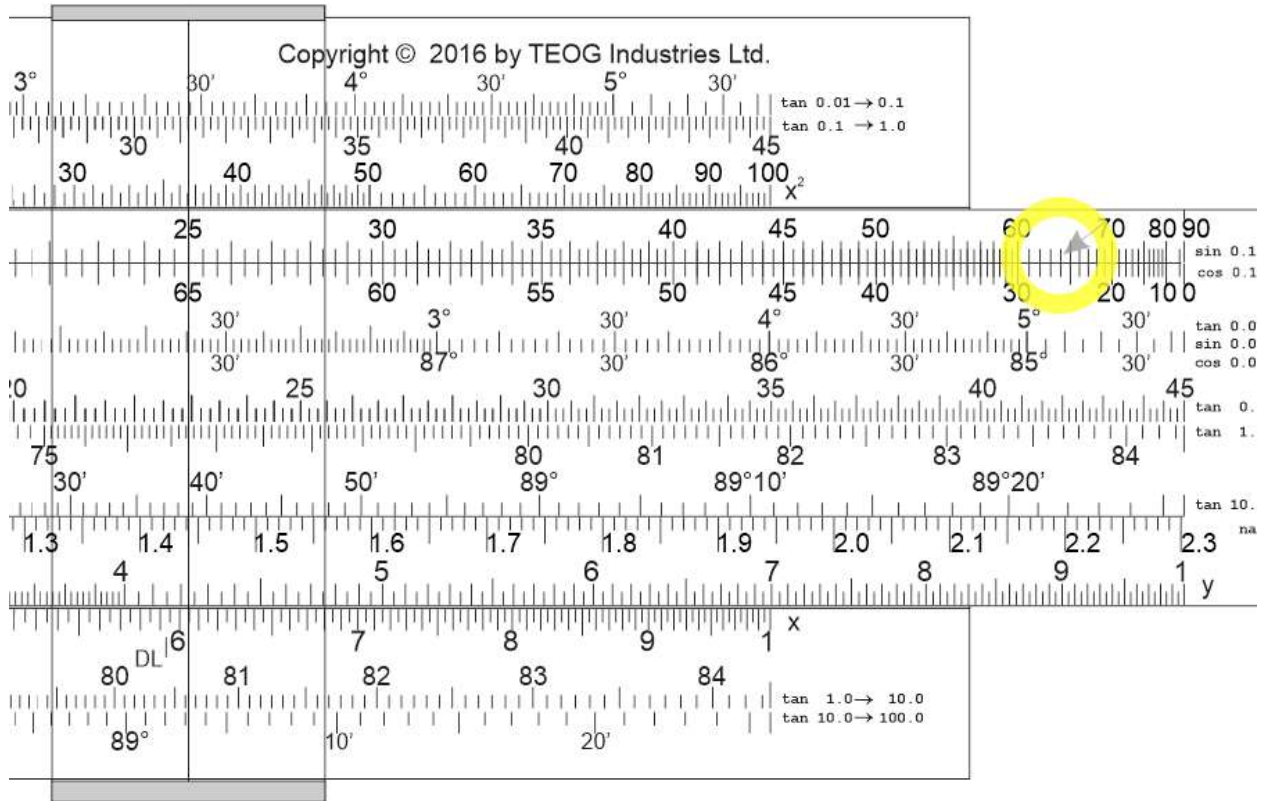 Copyright © 2016 by TEOG Industries Ltd.
3° 30' 4° 30' 5° 30'
tan 0.01→0.1
tan 0.1 →1.0
30 35 40 45
30 40 50 60 70 80 90 100 x²
25 30 35 40 45 50 60 70 80 90
sin 0.1
cos 0.1
65 60 55 50 45 40 30 20 10 0
30' 3° 30' 4° 30' 5° 30'
tan 0.0
sin 0.0
30' 87° 30' 86° 30' 85° 30' cos 0.0
20 25 30 35 40 45
tan 0.
tan 1.
75 80 81 82 83 84
30' 40' 50' 89° 89°10' 89°20'
tan 10.
na
1.3 1.4 1.5 1.6 1.7 1.8 1.9 2.0 2.1 2.2 2.3
4 5 6 7 8 9 1 y
6 7 8 9 1 x
DL
80 81 82 83 84
tan 1.0→ 10.0
tan 10.0→100.0
89° 10' 20'